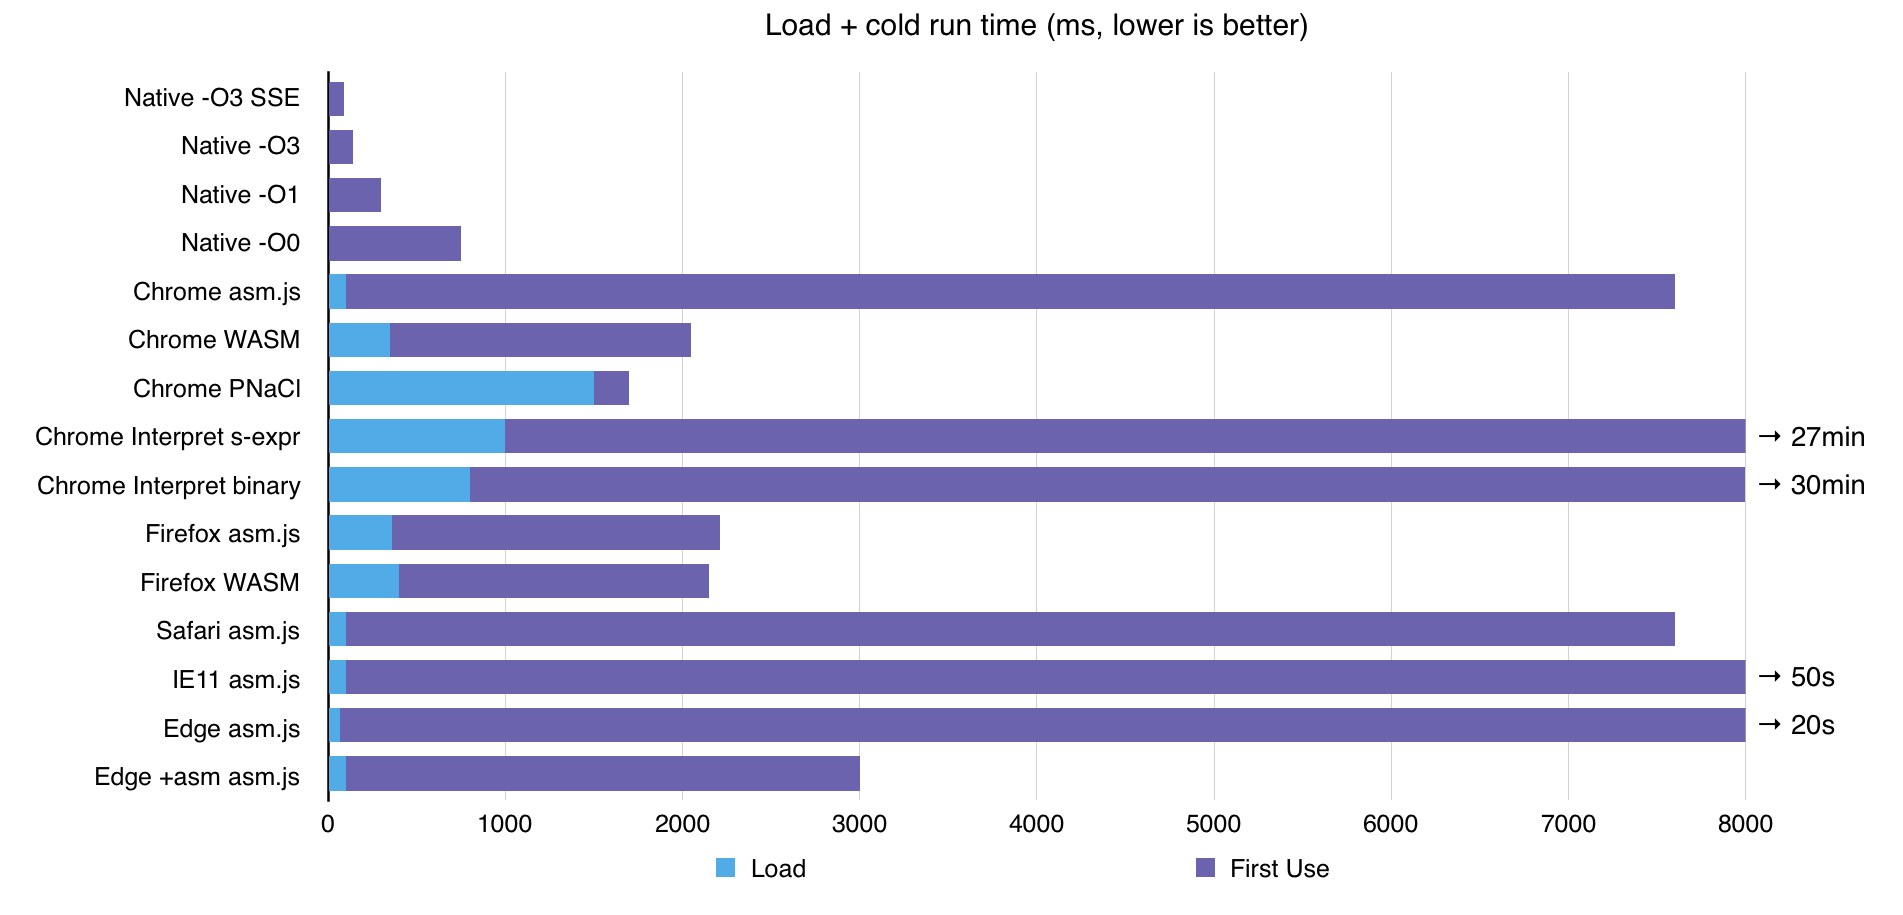 Load + cold run time (ms, lower is better)
Native -O3 SSE
Native -O3
Native -O1
Native -O0
Chrome asm.js
Chrome WASM
Chrome PNaCl
Chrome Interpret s-expr → 27min
Chrome Interpret binary → 30min
Firefox asm.js
Firefox WASM
Safari asm.js
IE11 asm.js → 50s
Edge asm.js → 20s
Edge +asm asm.js
0 1000 2000 3000 4000 5000 6000 7000 8000
Load First Use